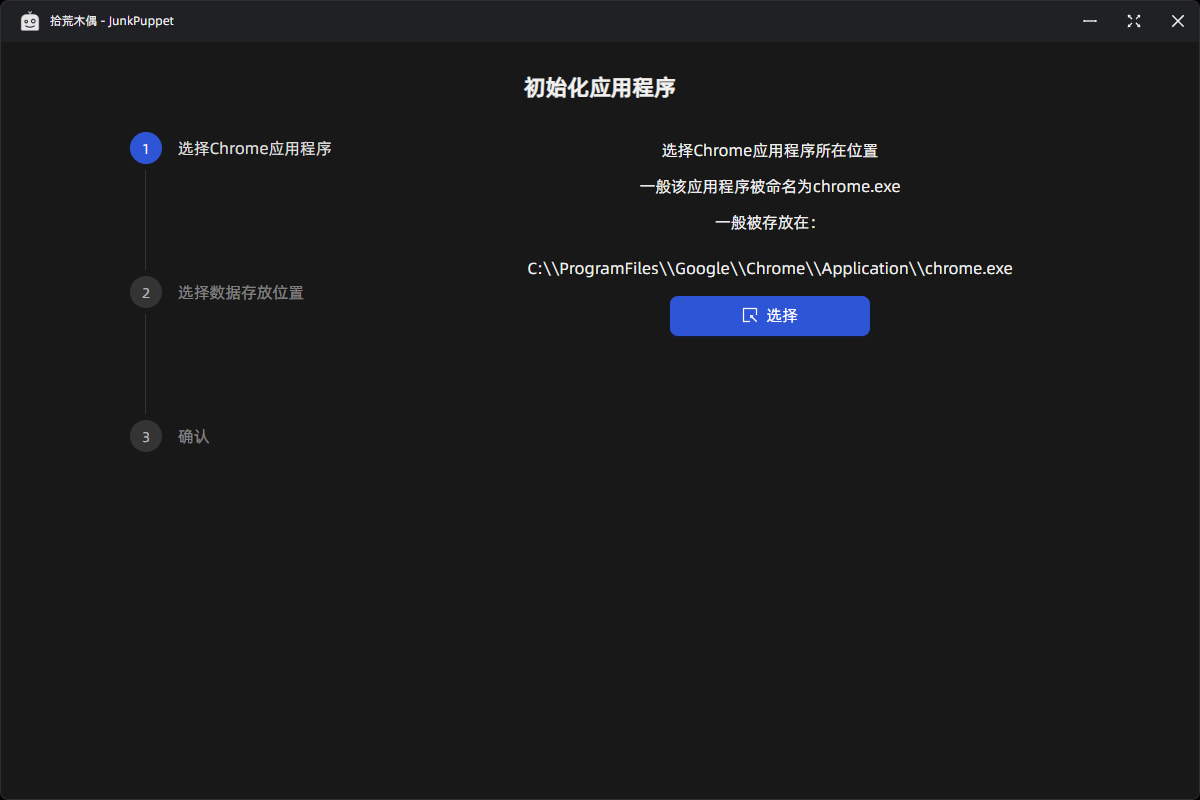 拾荒木偶 - JunkPuppet
初始化应用程序
1 选择Chrome应用程序
2 选择数据存放位置
3 确认
选择Chrome应用程序所在位置
一般该应用程序被命名为chrome.exe
一般被存放在：
C:\\ProgramFiles\\Google\\Chrome\\Application\\chrome.exe
选择